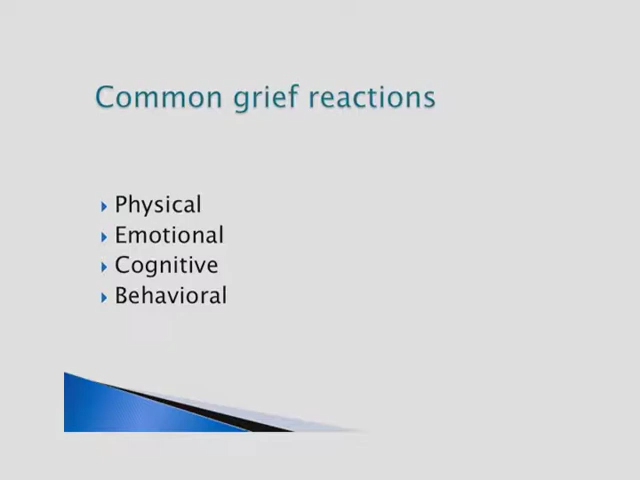 Common grief reactions
Physical
Emotional
Cognitive
Behavioral